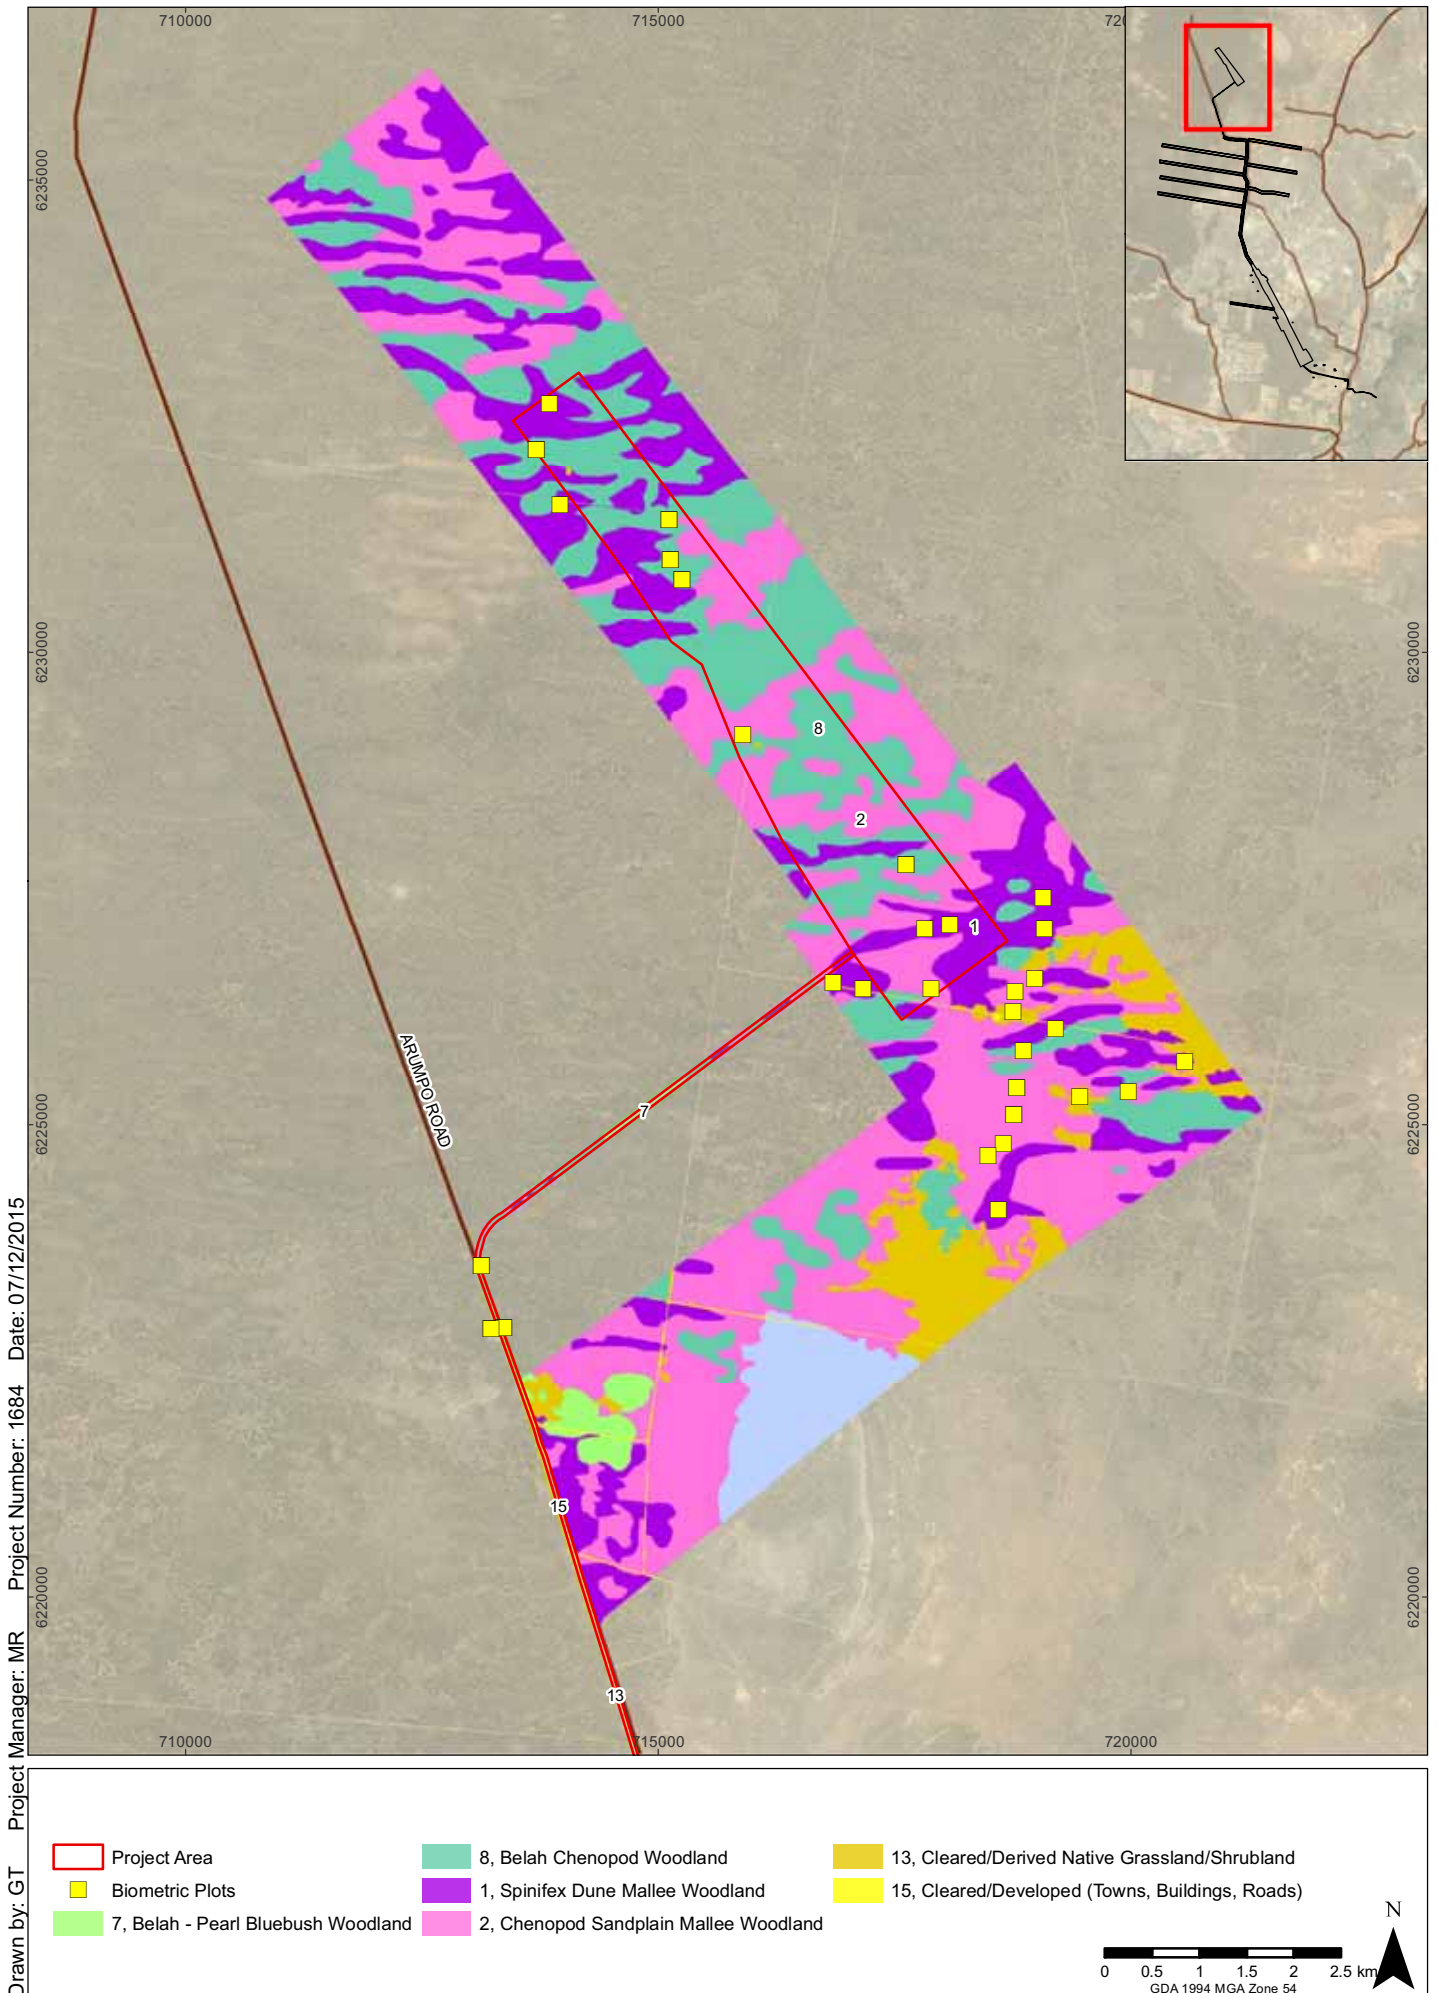 710000
715000
720
6235000
6235000
6230000
6230000
8
2
1
ARUMPO ROAD
7
6225000
6225000
15
6220000
6220000
13
710000
715000
720000
Drawn by: GT Project Manager: MR Project Number: 1684 Date: 07/12/2015
Project Area
Biometric Plots
7, Belah - Pearl Bluebush Woodland
8, Belah Chenopod Woodland
1, Spinifex Dune Mallee Woodland
2, Chenopod Sandplain Mallee Woodland
13, Cleared/Derived Native Grassland/Shrubland
15, Cleared/Developed (Towns, Buildings, Roads)
N
0 0.5 1 1.5 2 2.5 km
GDA 1994 MGA Zone 54